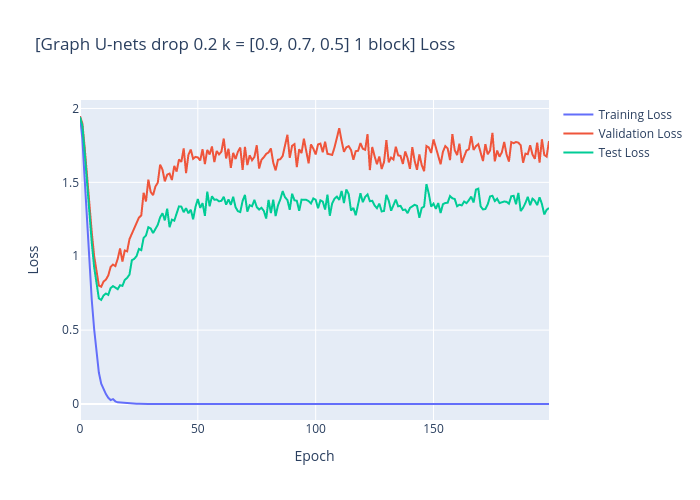 [Graph U-nets drop 0.2 k = [0.9, 0.7, 0.5] 1 block] Loss
Training Loss
Validation Loss
Test Loss
2
1.5
1
0.5
0
Loss
0 50 100 150
Epoch